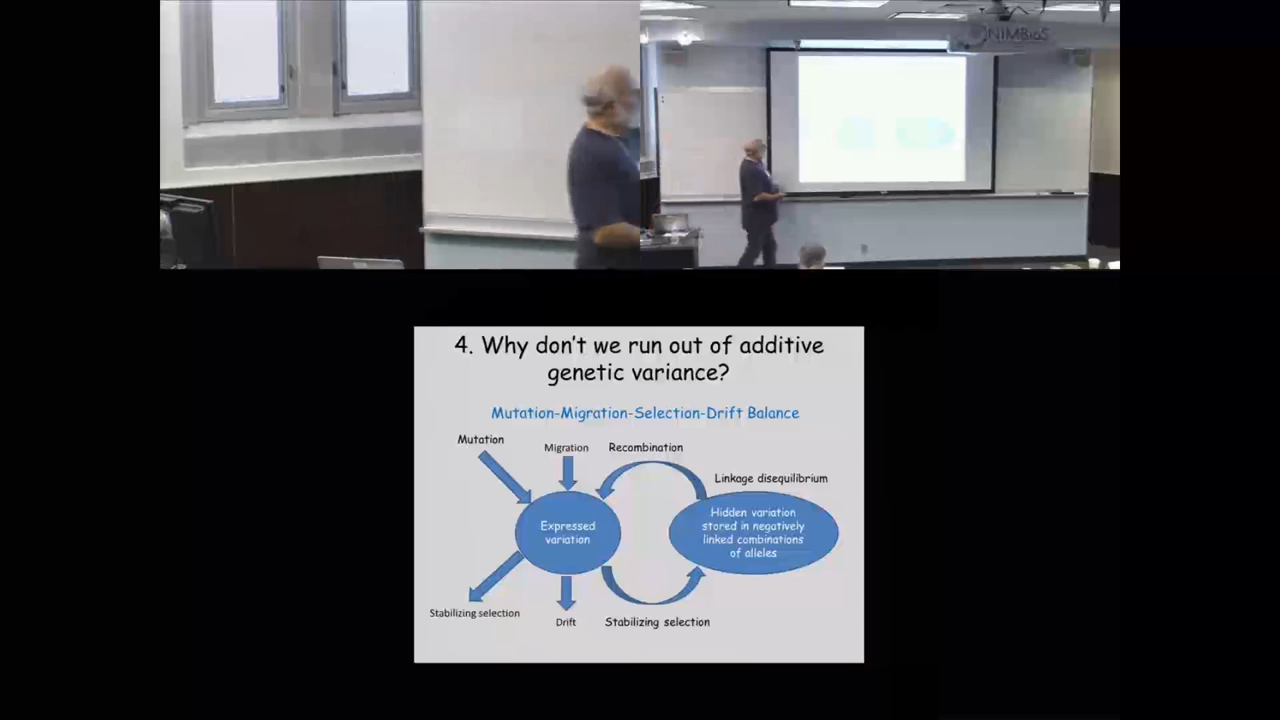 NIMBioS
4. Why don't we run out of additive
genetic variance?
Mutation-Migration-Selection-Drift Balance
Mutation
Migration
Recombination
Linkage disequilibrium
Expressed
variation
Hidden variation
stored in negatively
linked combinations
of alleles
Stabilizing selection
Drift
Stabilizing selection